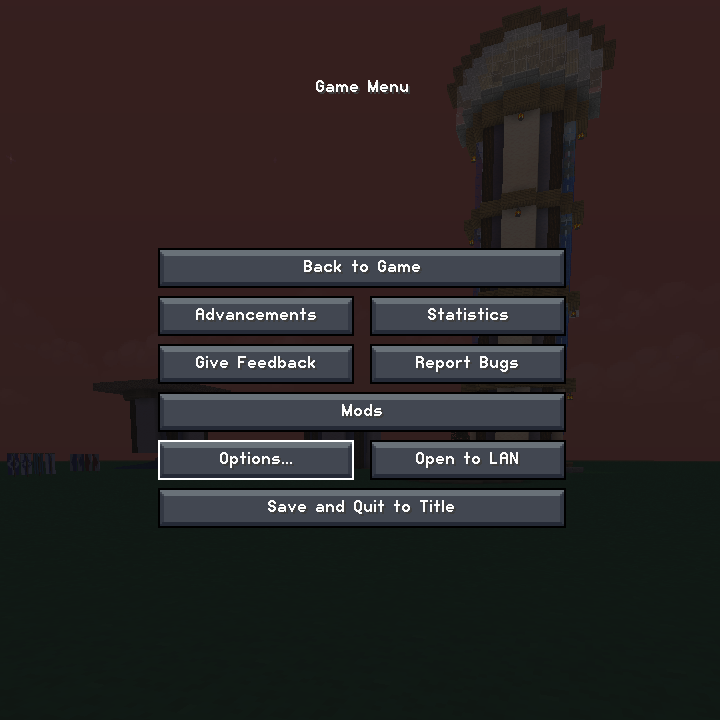 Game Menu
Back to Game
Advancements
Statistics
Give Feedback
Report Bugs
Mods
Options...
Open to LAN
Save and Quit to Title